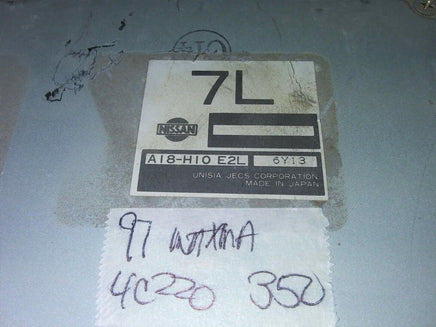 7L
NISSAN
A18-H10 E2L 6Y13
UNISIA JECS CORPORATION
MADE IN JAPAN
97 MAXIMA
4C220 350